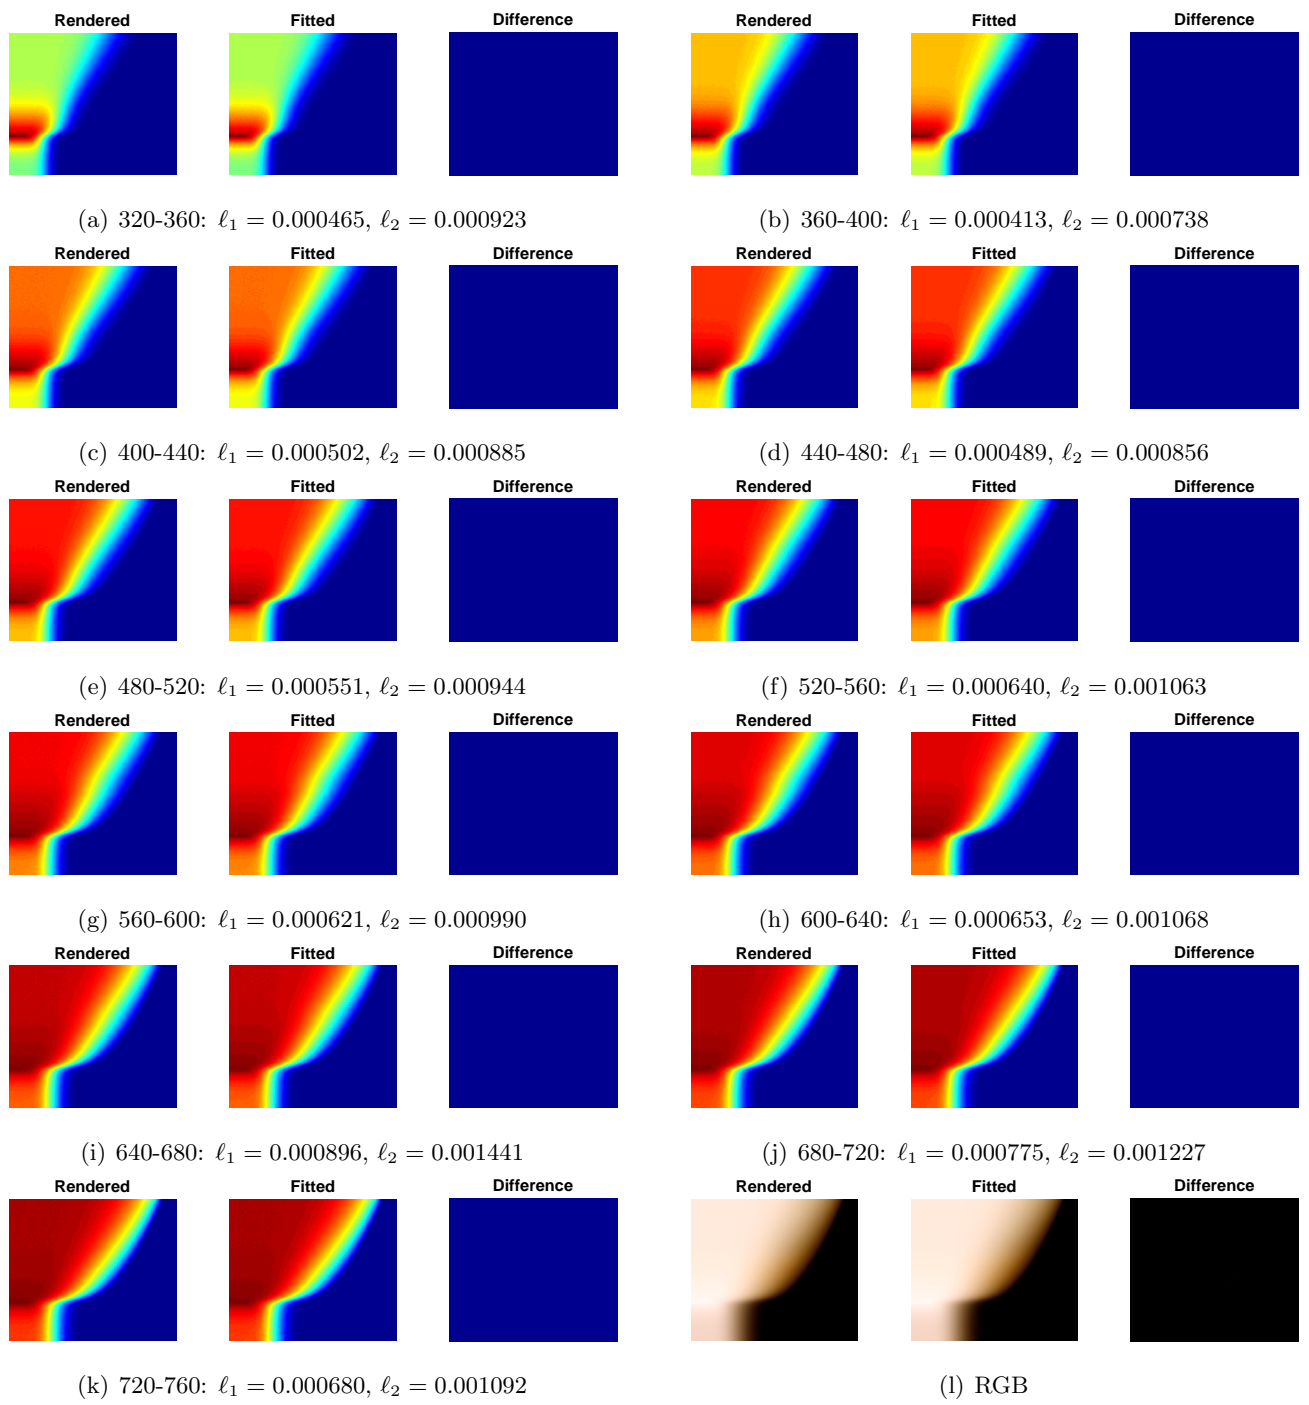 Rendered Fitted Difference Rendered Fitted Difference
(a) 320-360: ℓ₁ = 0.000465, ℓ₂ = 0.000923 (b) 360-400: ℓ₁ = 0.000413, ℓ₂ = 0.000738
Rendered Fitted Difference Rendered Fitted Difference
(c) 400-440: ℓ₁ = 0.000502, ℓ₂ = 0.000885 (d) 440-480: ℓ₁ = 0.000489, ℓ₂ = 0.000856
Rendered Fitted Difference Rendered Fitted Difference
(e) 480-520: ℓ₁ = 0.000551, ℓ₂ = 0.000944 (f) 520-560: ℓ₁ = 0.000640, ℓ₂ = 0.001063
Rendered Fitted Difference Rendered Fitted Difference
(g) 560-600: ℓ₁ = 0.000621, ℓ₂ = 0.000990 (h) 600-640: ℓ₁ = 0.000653, ℓ₂ = 0.001068
Rendered Fitted Difference Rendered Fitted Difference
(i) 640-680: ℓ₁ = 0.000896, ℓ₂ = 0.001441 (j) 680-720: ℓ₁ = 0.000775, ℓ₂ = 0.001227
Rendered Fitted Difference Rendered Fitted Difference
(k) 720-760: ℓ₁ = 0.000680, ℓ₂ = 0.001092 (l) RGB